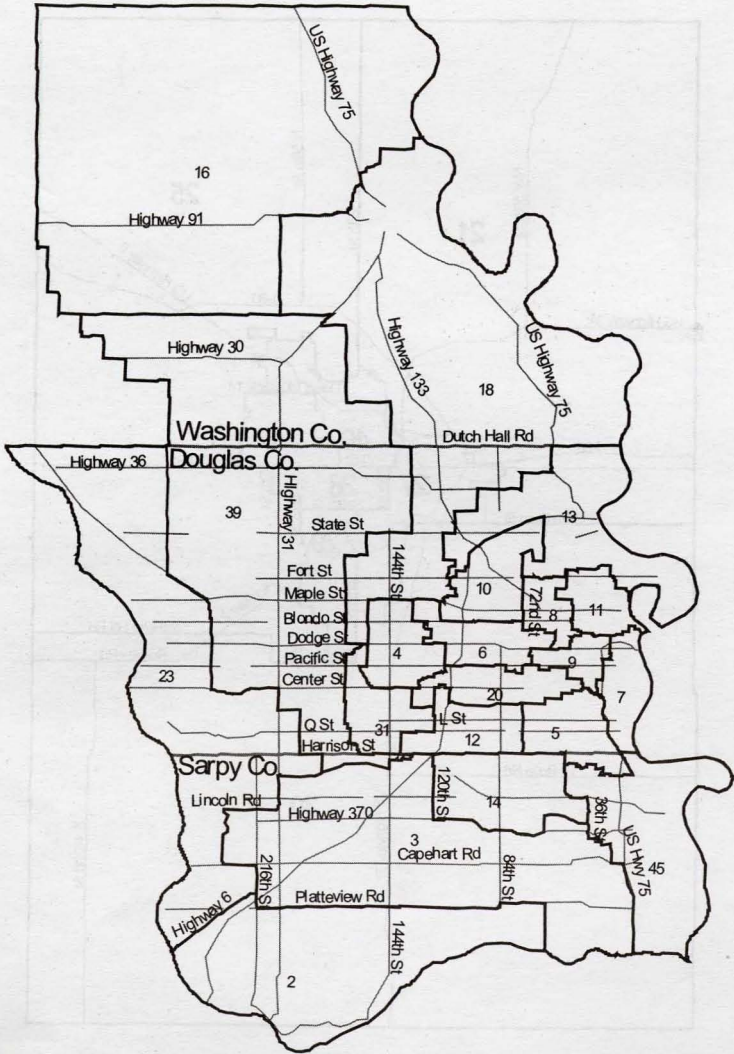 US Highway 75
16
Highway 91
Highway 30
Highway 133
US Highway 75
18
Washington Co.
Dutch Hall Rd
Highway 36
Douglas Co.
Highway 31
39
State St
13
144th St
Fort St
10
Maple St
72nd St
11
Blondo St
8
Dodge S
4
6
Pacific S
9
23
Center St
20
7
L St
Q St
31
12
5
Harrison St
Sarpy Co.
Lincoln Rd
120th St
14
36th St
Highway 370
3
US Hwy 75
Capehart Rd
216th St
84th St
45
Platteview Rd
Highway 6
144th St
2